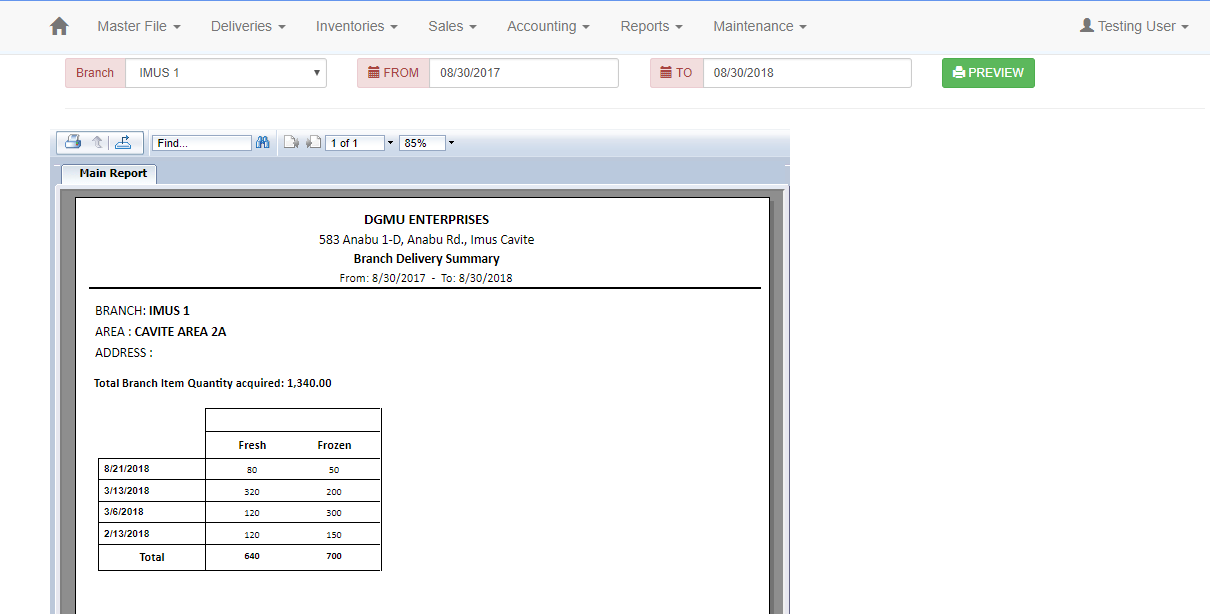 Master File Deliveries Inventories Sales Accounting Reports Maintenance Testing User
Branch IMUS 1 FROM 08/30/2017 TO 08/30/2018 PREVIEW
Find... 1 of 1 85%
Main Report
DGMU ENTERPRISES
583 Anabu 1-D, Anabu Rd., Imus Cavite
Branch Delivery Summary
From: 8/30/2017 - To: 8/30/2018
BRANCH: IMUS 1
AREA : CAVITE AREA 2A
ADDRESS :
Total Branch Item Quantity acquired: 1,340.00
Fresh Frozen
8/21/2018 80 50
3/13/2018 320 200
3/6/2018 120 300
2/13/2018 120 150
Total 640 700